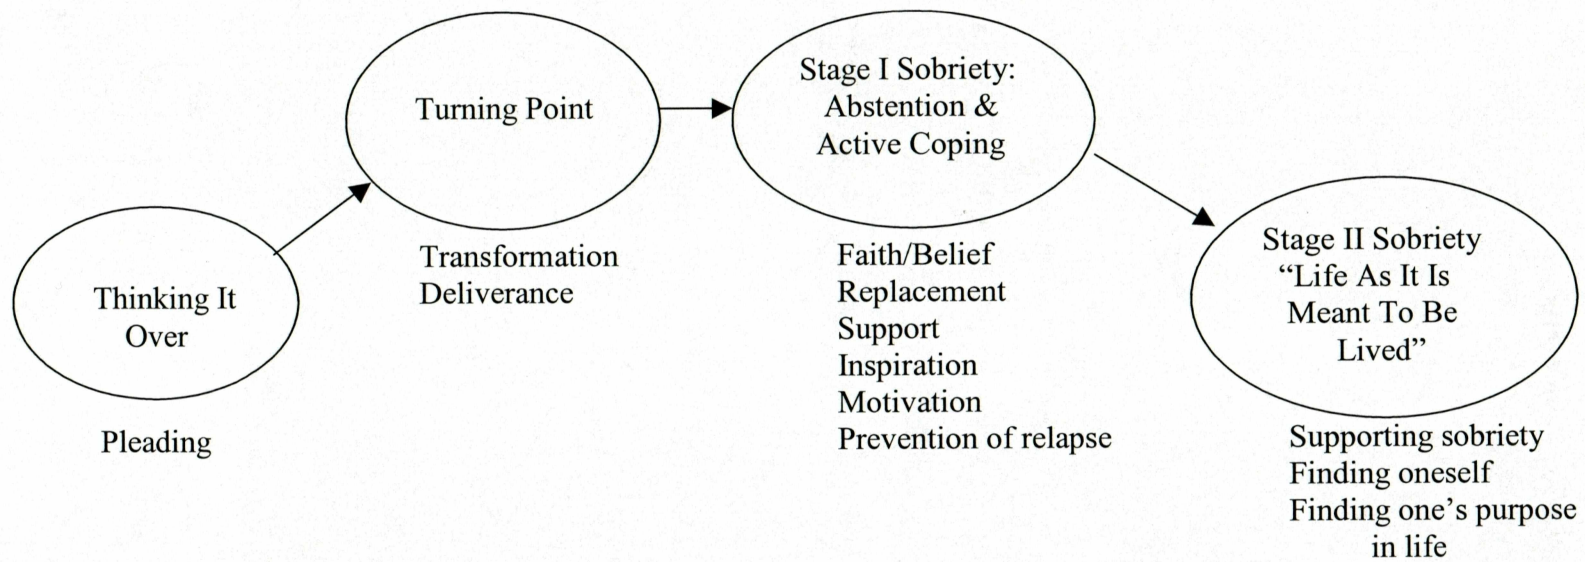 Thinking It
Over
Pleading
Turning Point
Transformation
Deliverance
Stage I Sobriety:
Abstention &
Active Coping
Faith/Belief
Replacement
Support
Inspiration
Motivation
Prevention of relapse
Stage II Sobriety
“Life As It Is
Meant To Be
Lived”
Supporting sobriety
Finding oneself
Finding one’s purpose
in life